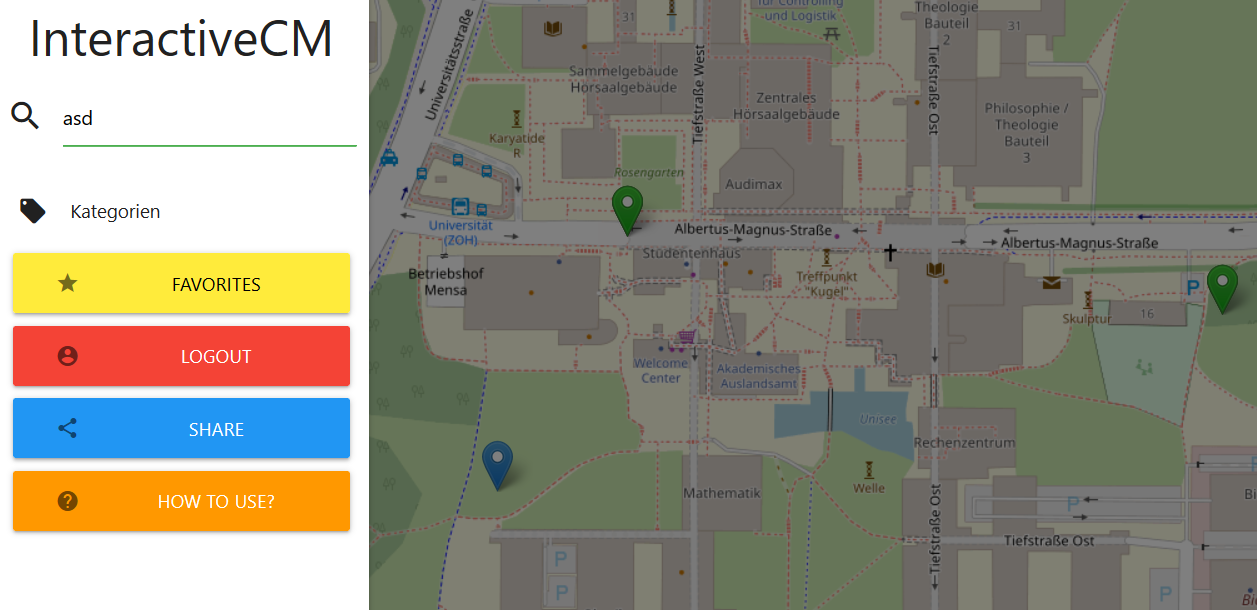 InteractiveCM
asd
Kategorien
FAVORITES
LOGOUT
SHARE
HOW TO USE?
Universitätsstraße
31
für Controlling
und Logistik
Theologie
Bauteil
2
31
Sammelgebäude
Hörsaalgebäude
Tiefstraße West
Zentrales
Hörsaalgebäude
Tiefstraße Ost
Philosophie /
Theologie
Bauteil
3
Karyatide
R
Rosengarten
Audimax
Universität
(ZOH)
Albertus-Magnus-Straße
Albertus-Magnus-Straße
Studentenhaus
Betriebshof
Mensa
Treffpunkt
"Kugel"
P
Skulptur
16
Welcome
Center
Akademisches
Auslandsamt
Unisee
Rechenzentrum
Welle
Mathematik
Tiefstraße Ost
P
Bi
Tiefstraße Ost
P
P
P
Bi